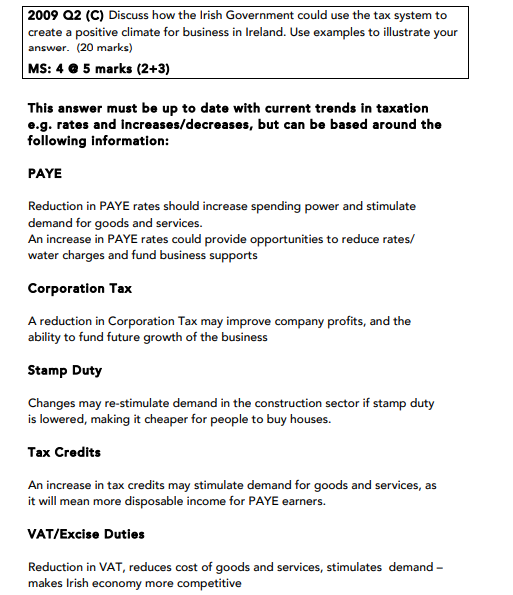 2009 Q2 (C) Discuss how the Irish Government could use the tax system to
create a positive climate for business in Ireland. Use examples to illustrate your
answer. (20 marks)
MS: 4 @ 5 marks (2+3)
This answer must be up to date with current trends in taxation
e.g. rates and increases/decreases, but can be based around the
following information:
PAYE
Reduction in PAYE rates should increase spending power and stimulate
demand for goods and services.
An increase in PAYE rates could provide opportunities to reduce rates/
water charges and fund business supports
Corporation Tax
A reduction in Corporation Tax may improve company profits, and the
ability to fund future growth of the business
Stamp Duty
Changes may re-stimulate demand in the construction sector if stamp duty
is lowered, making it cheaper for people to buy houses.
Tax Credits
An increase in tax credits may stimulate demand for goods and services, as
it will mean more disposable income for PAYE earners.
VAT/Excise Duties
Reduction in VAT, reduces cost of goods and services, stimulates demand –
makes Irish economy more competitive